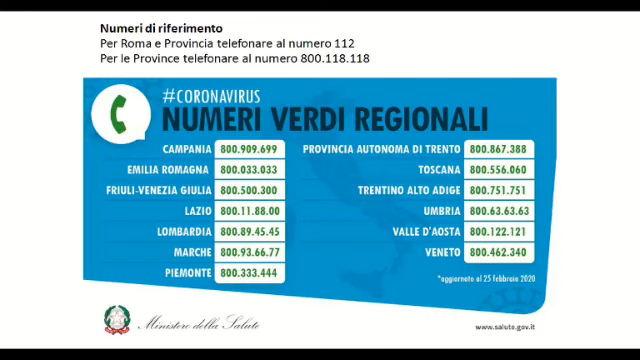 Numeri di riferimento
Per Roma e Provincia telefonare al numero 112
Per le Province telefonare al numero 800.118.118
#CORONAVIRUS
NUMERI VERDI REGIONALI
CAMPANIA 800.909.699
EMILIA ROMAGNA 800.033.033
FRIULI-VENEZIA GIULIA 800.500.300
LAZIO 800.11.88.00
LOMBARDIA 800.89.45.45
MARCHE 800.93.66.77
PIEMONTE 800.333.444
PROVINCIA AUTONOMA DI TRENTO 800.867.388
TOSCANA 800.556.060
TRENTINO ALTO ADIGE 800.751.751
UMBRIA 800.63.63.63
VALLE D'AOSTA 800.122.121
VENETO 800.462.340
*aggiornato al 25 febbraio 2020
Ministero della Salute
www.salute.gov.it